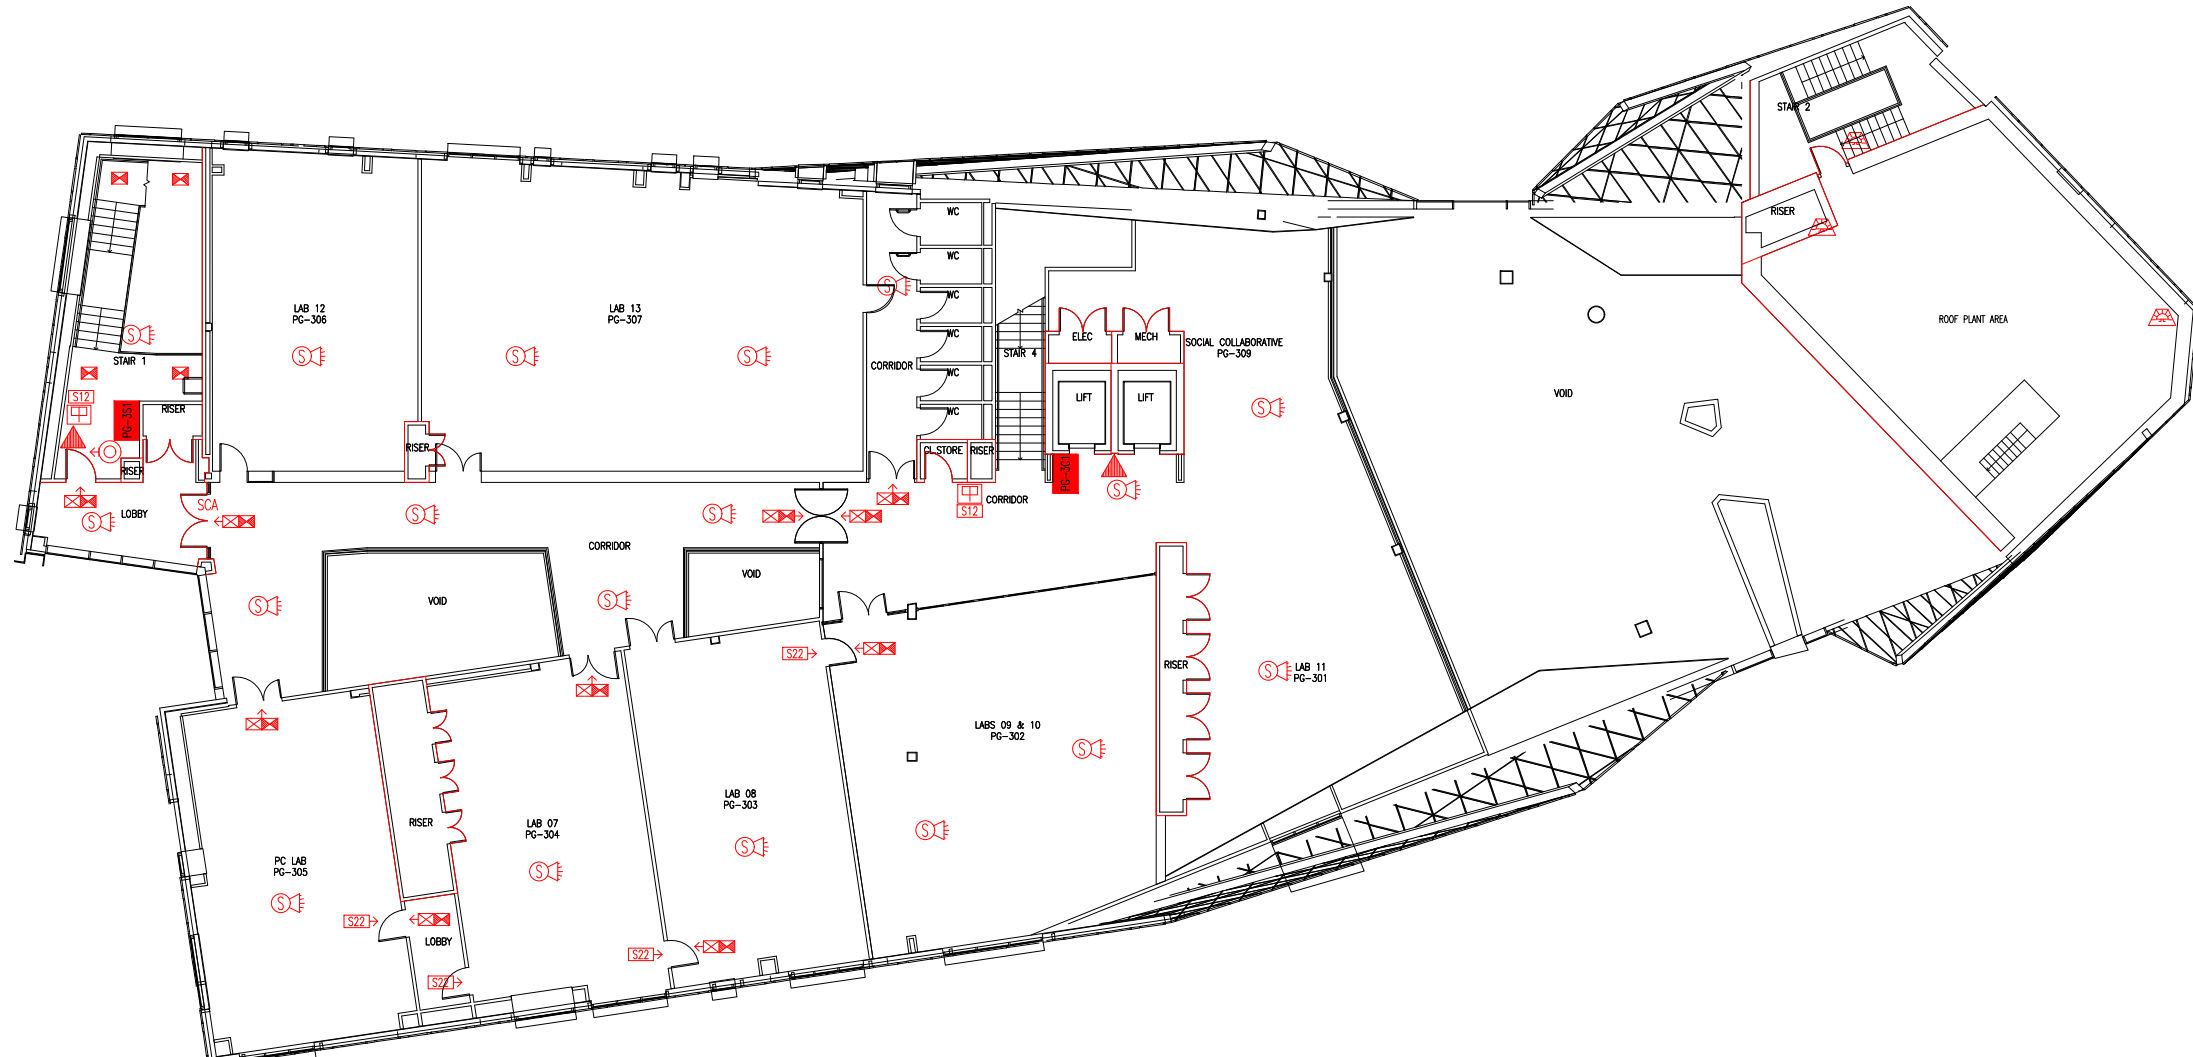 STAIR 2
RISER
ROOF PLANT AREA
WC
WC
WC
WC
WC
WC
LAB 12
PG-306
LAB 13
PG-307
S
S
S
S
S
STAIR 1
CORRIDOR
STAIR 4
ELEC
MECH
SOCIAL COLLABORATIVE
PG-309
LIFT
LIFT
S
VOID
S12
PG-3S1
RISER
RISER
RISER
CL.STORE
RISER
PG-3C1
S
CORRIDOR
S12
LOBBY
S
SCA
S
S
CORRIDOR
VOID
VOID
S
S
S22
RISER
S
LAB 11
PG-301
LABS 09 & 10
PG-302
S
S
LAB 08
PG-303
S
RISER
LAB 07
PG-304
S
PC LAB
PG-305
S
S22
LOBBY
S22
S22